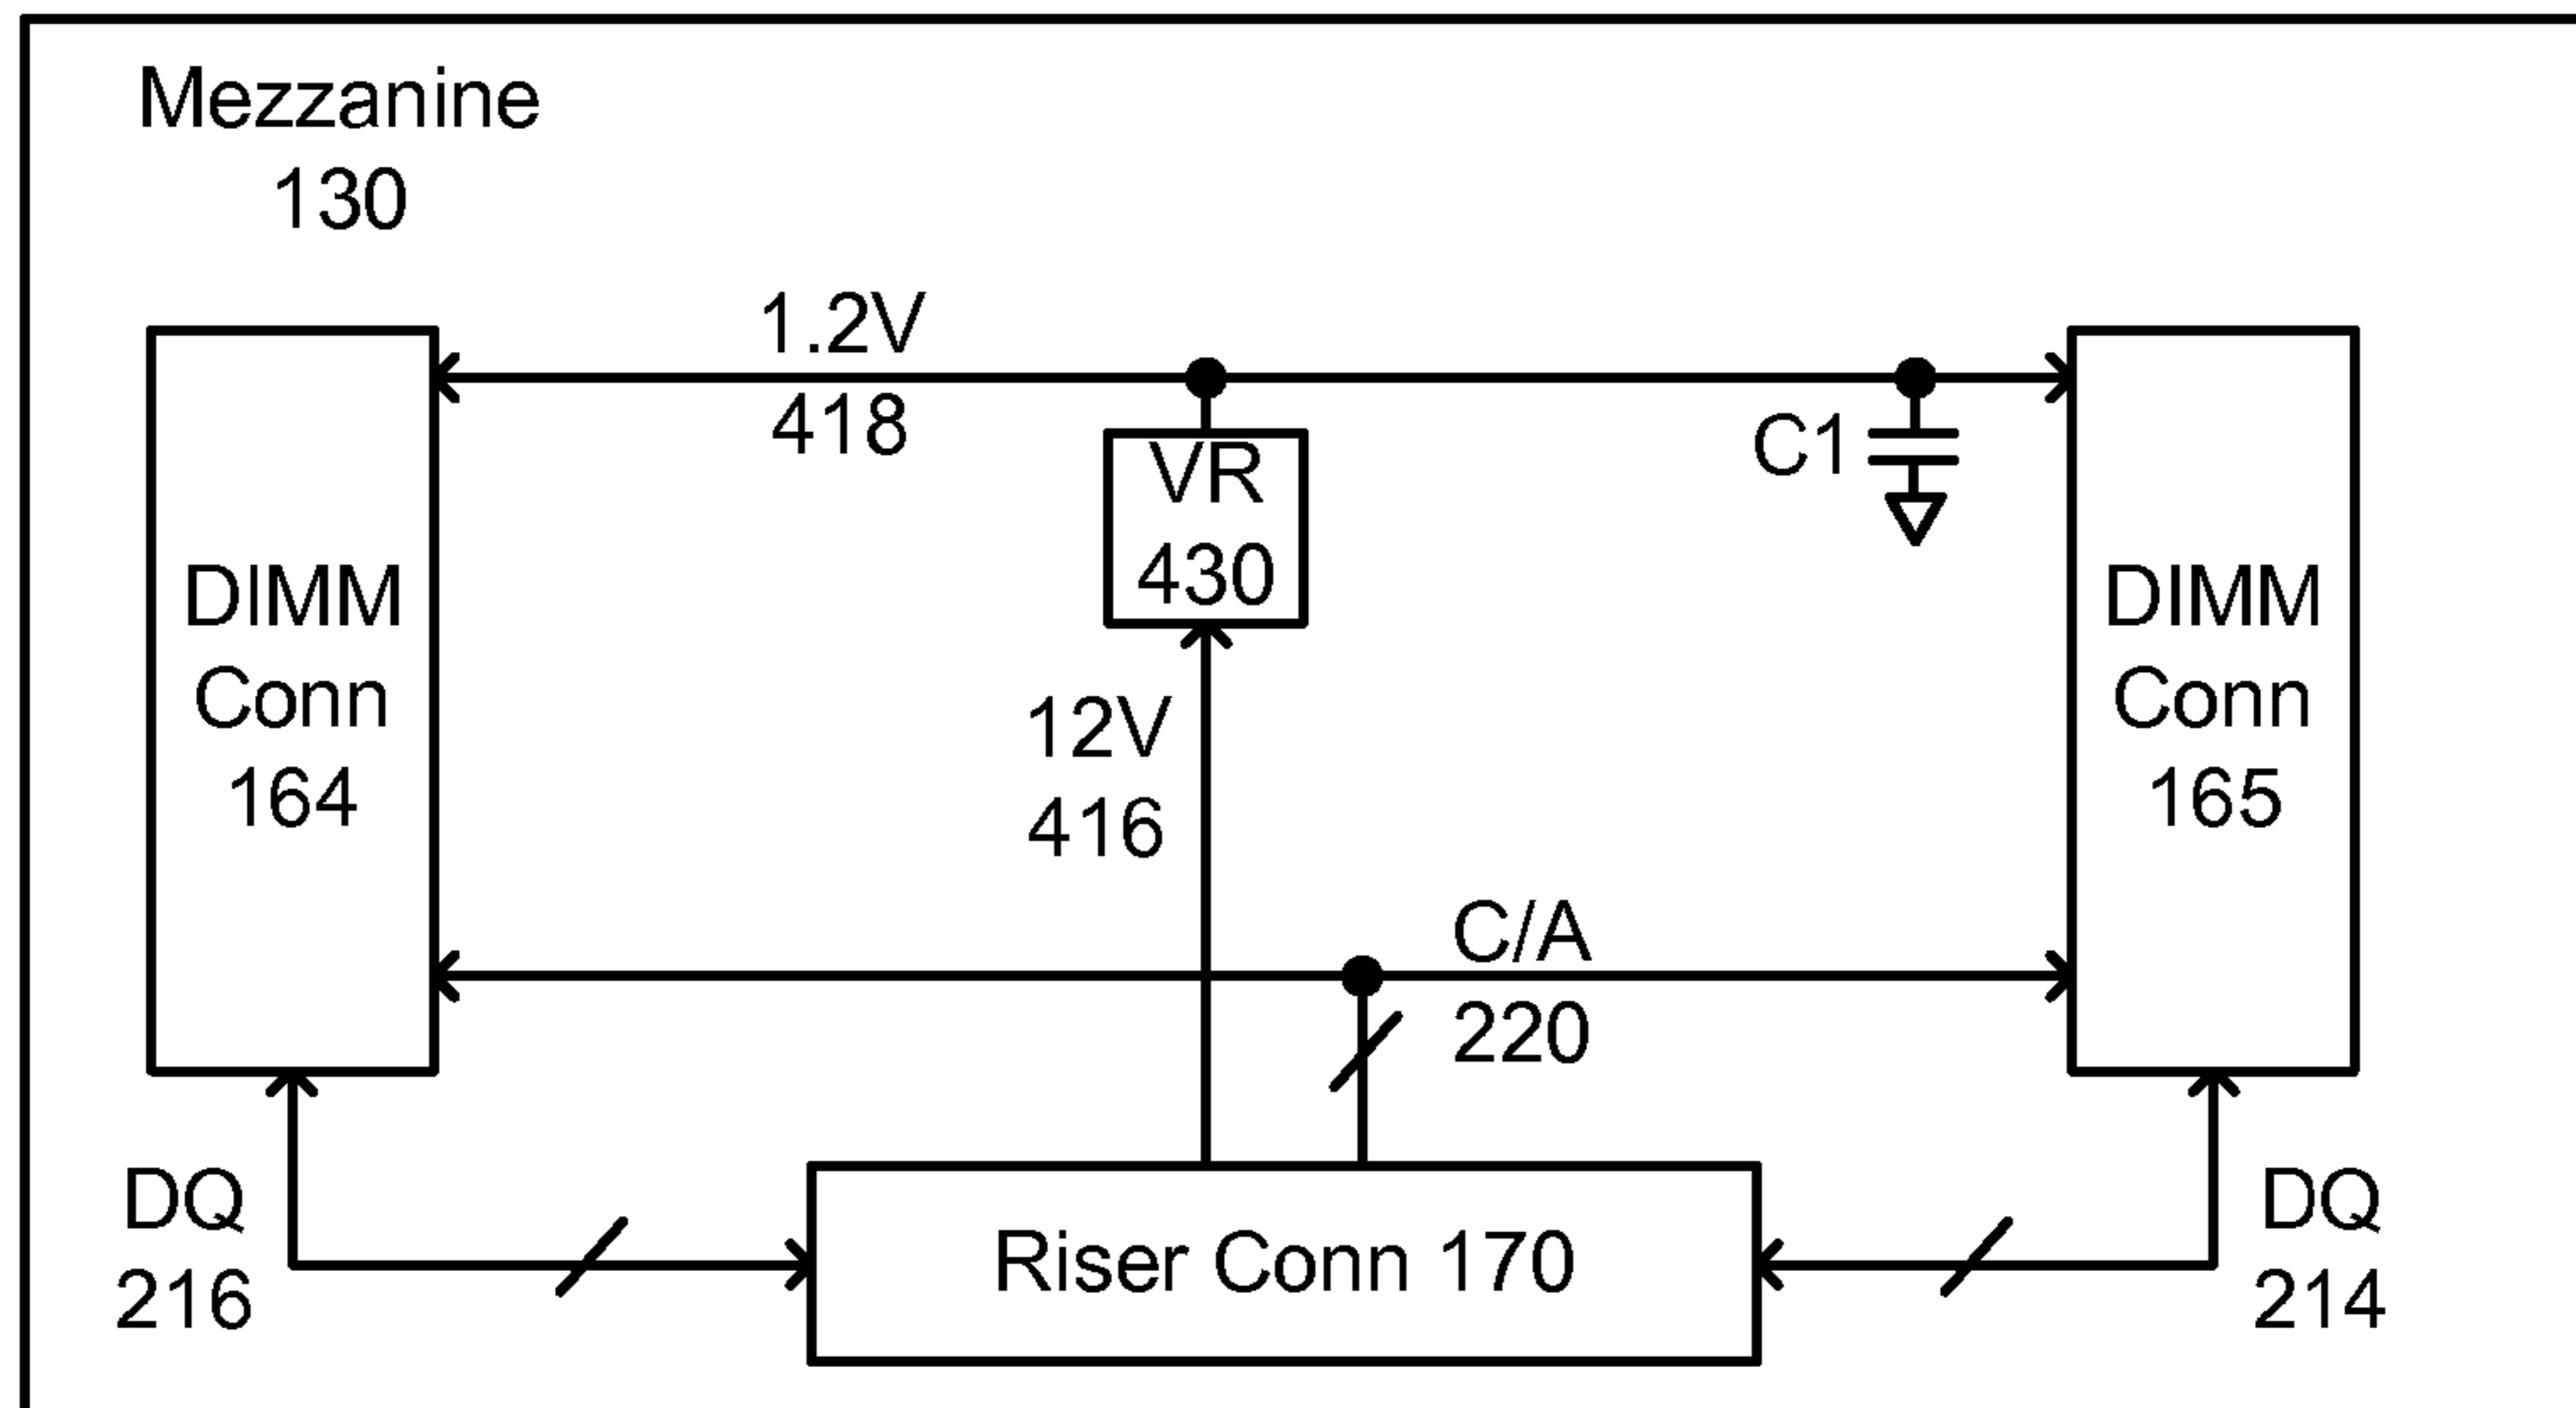 Mezzanine
130
1.2V
418
C1
VR
430
DIMM
Conn
164
DIMM
Conn
165
12V
416
C/A
220
DQ
216
Riser Conn 170
DQ
214